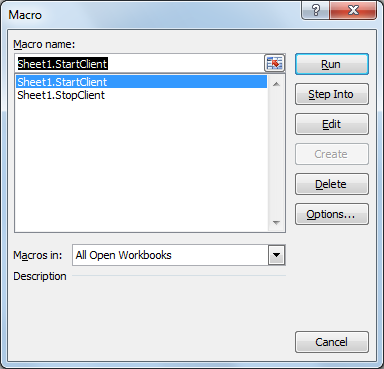 Macro
Macro name:
Sheet1.StartClient
Sheet1.StartClient
Sheet1.StopClient
Run
Step Into
Edit
Create
Delete
Options...
Macros in: All Open Workbooks
Description
Cancel